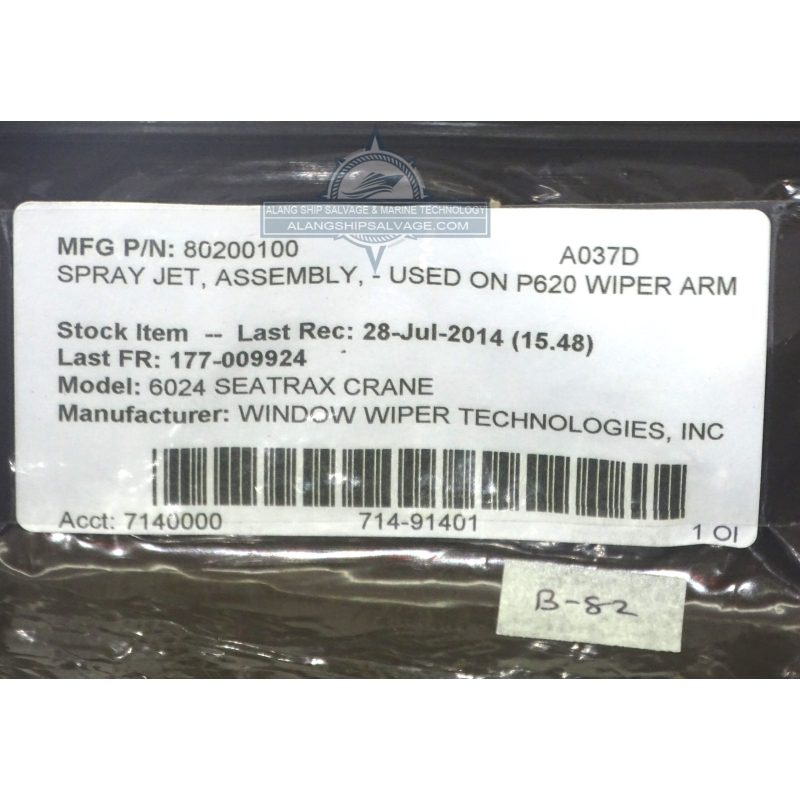 ALANG SHIP SALVAGE & MARINE TECHNOLOGY
ALANGSHIPSALVAGE.COM
MFG P/N: 80200100 A037D
SPRAY JET, ASSEMBLY, - USED ON P620 WIPER ARM
Stock Item -- Last Rec: 28-Jul-2014 (15.48)
Last FR: 177-009924
Model: 6024 SEATRAX CRANE
Manufacturer: WINDOW WIPER TECHNOLOGIES, INC
Acct: 7140000 714-91401 1 OI
B-82